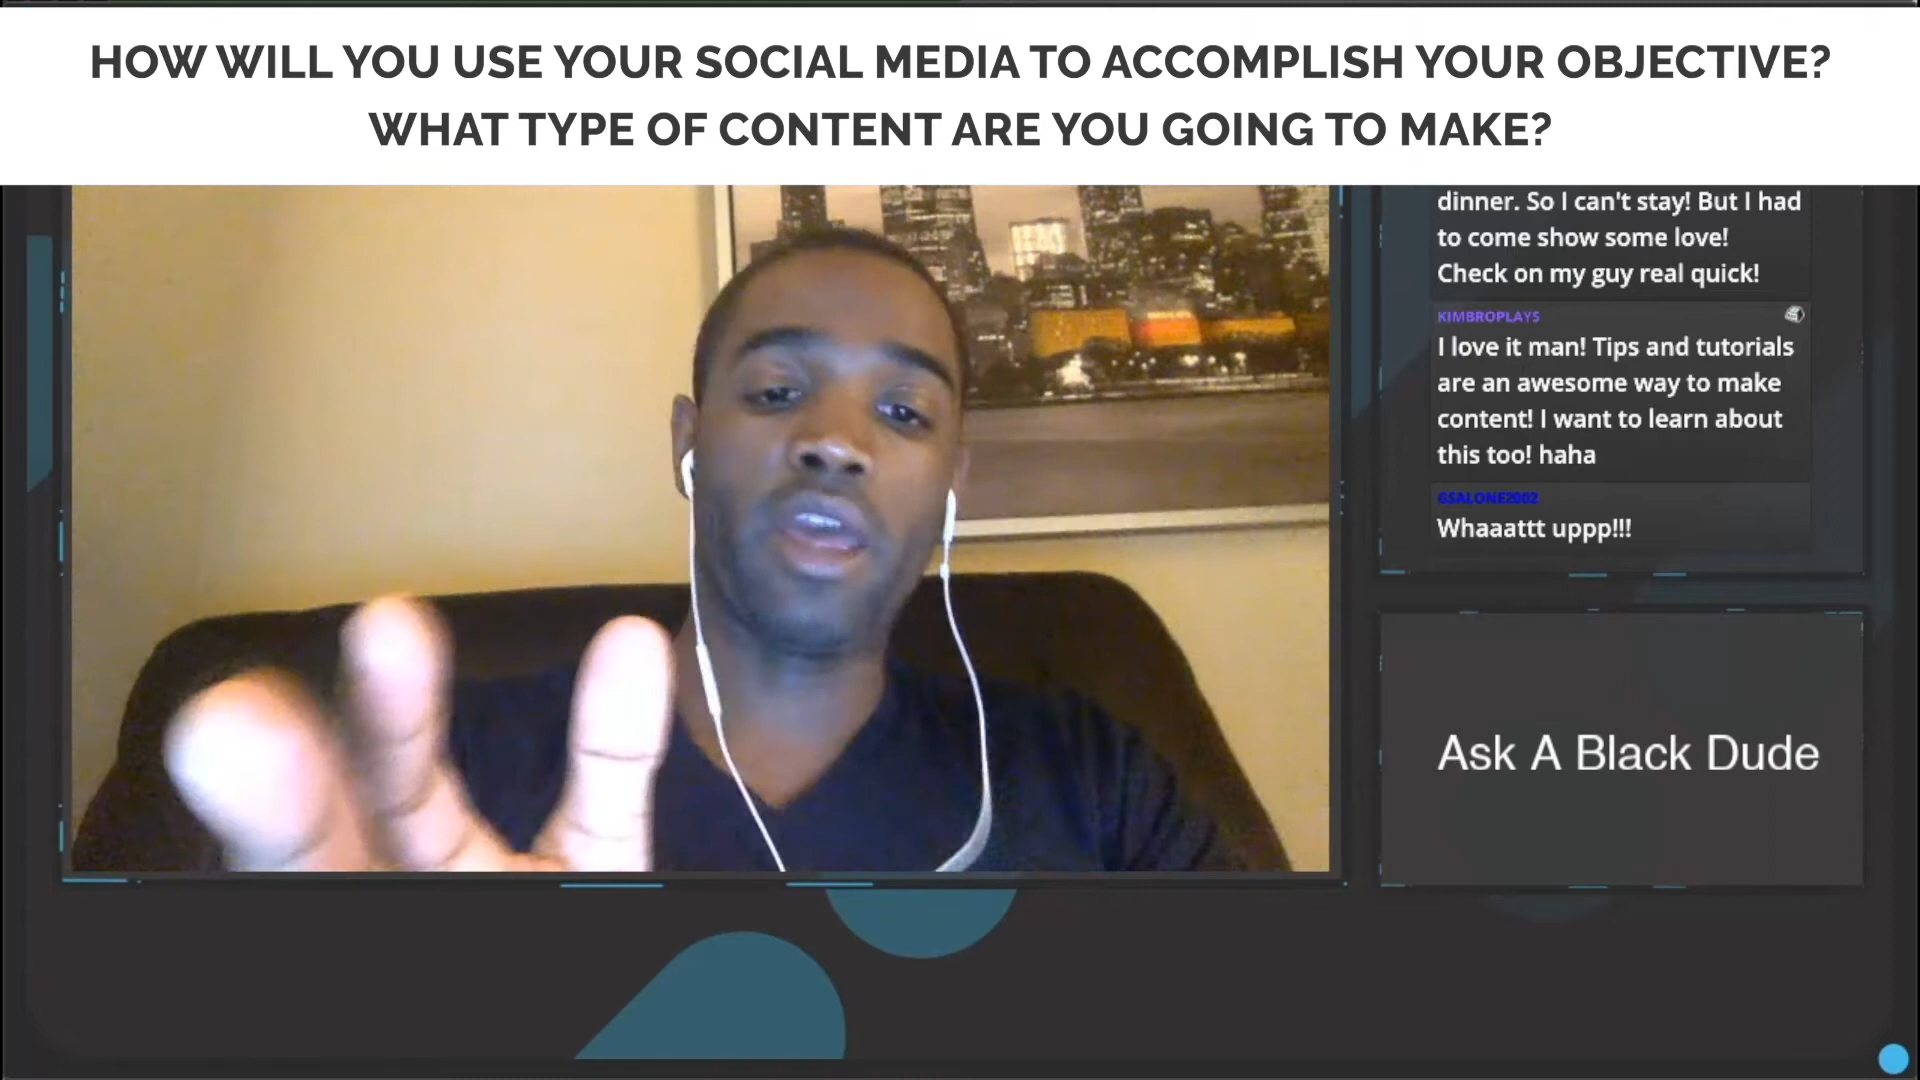 HOW WILL YOU USE YOUR SOCIAL MEDIA TO ACCOMPLISH YOUR OBJECTIVE?
WHAT TYPE OF CONTENT ARE YOU GOING TO MAKE?
dinner. So I can't stay! But I had
to come show some love!
Check on my guy real quick!
KIMBROPLAYS
I love it man! Tips and tutorials
are an awesome way to make
content! I want to learn about
this too! haha
GSALONE2002
Whaaattt uppp!!!
Ask A Black Dude